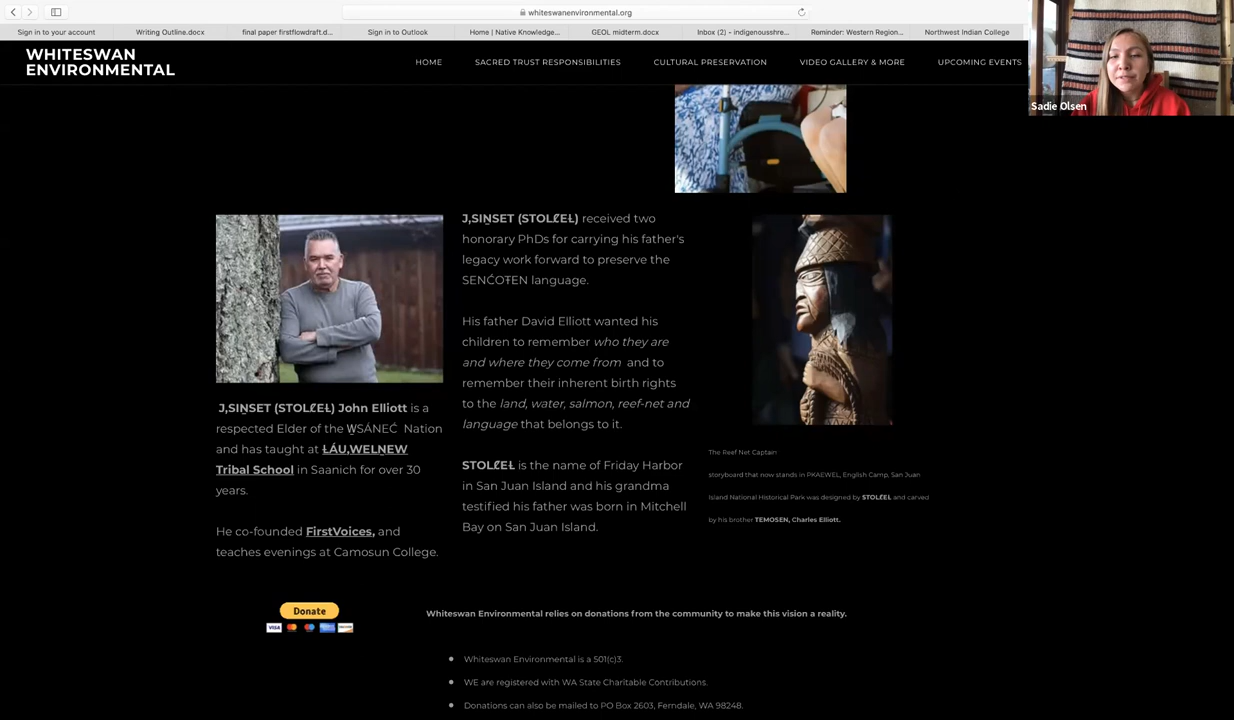 whiteswanenvironmental.org
Sign in to your account
Writing Outline.docx
final paper firstflowdraft.d...
Sign in to Outlook
Home | Native Knowledge...
GEOL midterm.docx
Inbox (2) - indigenousshre...
Reminder: Western Region...
Northwest Indian College
WHITESWAN
ENVIRONMENTAL
HOME
SACRED TRUST RESPONSIBILITIES
CULTURAL PRESERVATION
VIDEO GALLERY & MORE
UPCOMING EVENTS
Sadie Olsen
J,SIṈSET (STOLȻEȽ) John Elliott is a
respected Elder of the W̱SÁNEĆ Nation
and has taught at ȽÁU,WELṈEW
Tribal School in Saanich for over 30
years.
He co-founded FirstVoices, and
teaches evenings at Camosun College.
J,SIṈSET (STOLȻEȽ) received two
honorary PhDs for carrying his father's
legacy work forward to preserve the
SENĆOŦEN language.
His father David Elliott wanted his
children to remember who they are
and where they come from and to
remember their inherent birth rights
to the land, water, salmon, reef-net and
language that belongs to it.
STOLȻEȽ is the name of Friday Harbor
in San Juan Island and his grandma
testified his father was born in Mitchell
Bay on San Juan Island.
The Reef Net Captain
storyboard that now stands in PKAEWEL, English Camp, San Juan
Island National Historical Park was designed by STOLȻEȽ and carved
by his brother TEMOSEN, Charles Elliott.
Donate
VISA
DISCOVER
Whiteswan Environmental relies on donations from the community to make this vision a reality.
Whiteswan Environmental is a 501(c)3.
WE are registered with WA State Charitable Contributions.
Donations can also be mailed to PO Box 2603, Ferndale, WA 98248.